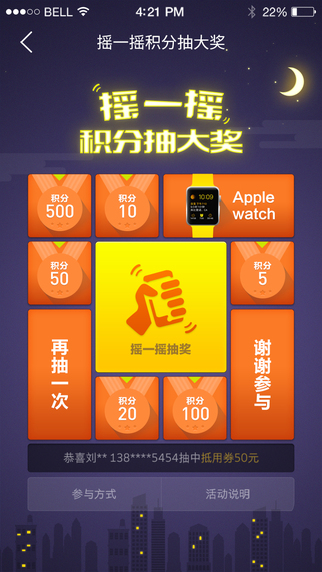 BELL 4:21 PM 22%
摇一摇积分抽大奖
摇一摇
积分抽大奖
积分
500
积分
10
10:09
Apple
watch
积分
50
积分
5
再抽一次
摇一摇抽奖
谢谢参与
积分
20
积分
100
恭喜刘** 138****5454抽中抵用券50元
参与方式
活动说明